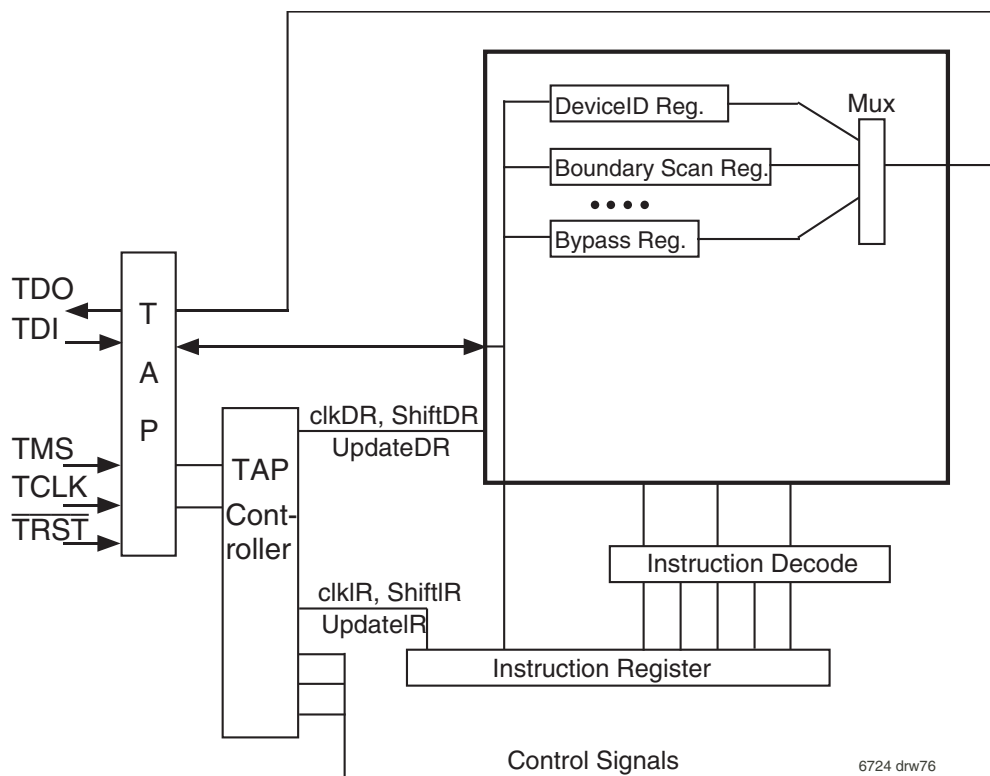 DeviceID Reg.
Mux
Boundary Scan Reg.
Bypass Reg.
TDO
TDI
TMS
TCLK
TRST
T
A
P
TAP
Cont-
roller
clkDR, ShiftDR
UpdateDR
clkIR, ShiftIR
UpdateIR
Instruction Decode
Instruction Register
Control Signals
6724 drw76